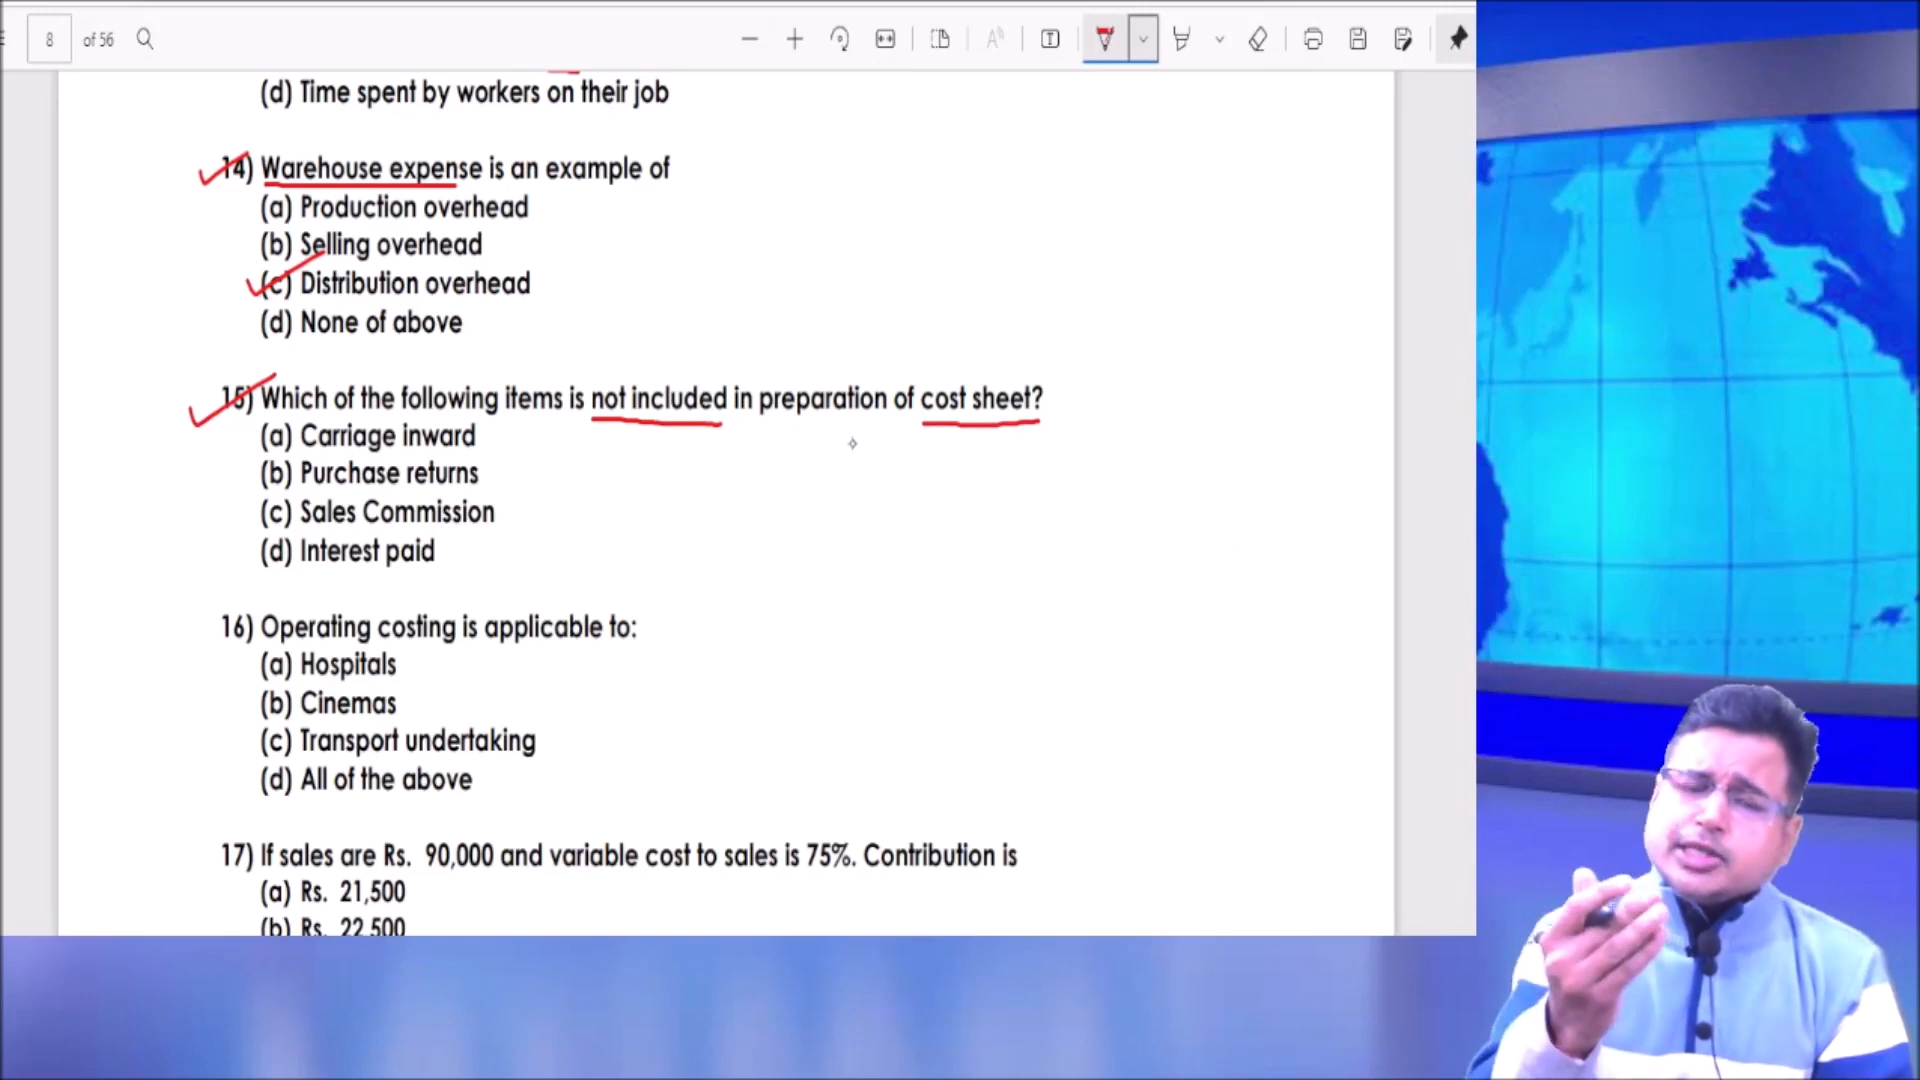 8 of 56
(d) Time spent by workers on their job
14) Warehouse expense is an example of
(a) Production overhead
(b) Selling overhead
(c) Distribution overhead
(d) None of above
15) Which of the following items is not included in preparation of cost sheet?
(a) Carriage inward
(b) Purchase returns
(c) Sales Commission
(d) Interest paid
16) Operating costing is applicable to:
(a) Hospitals
(b) Cinemas
(c) Transport undertaking
(d) All of the above
17) If sales are Rs. 90,000 and variable cost to sales is 75%. Contribution is
(a) Rs. 21,500
(b) Rs. 22,500